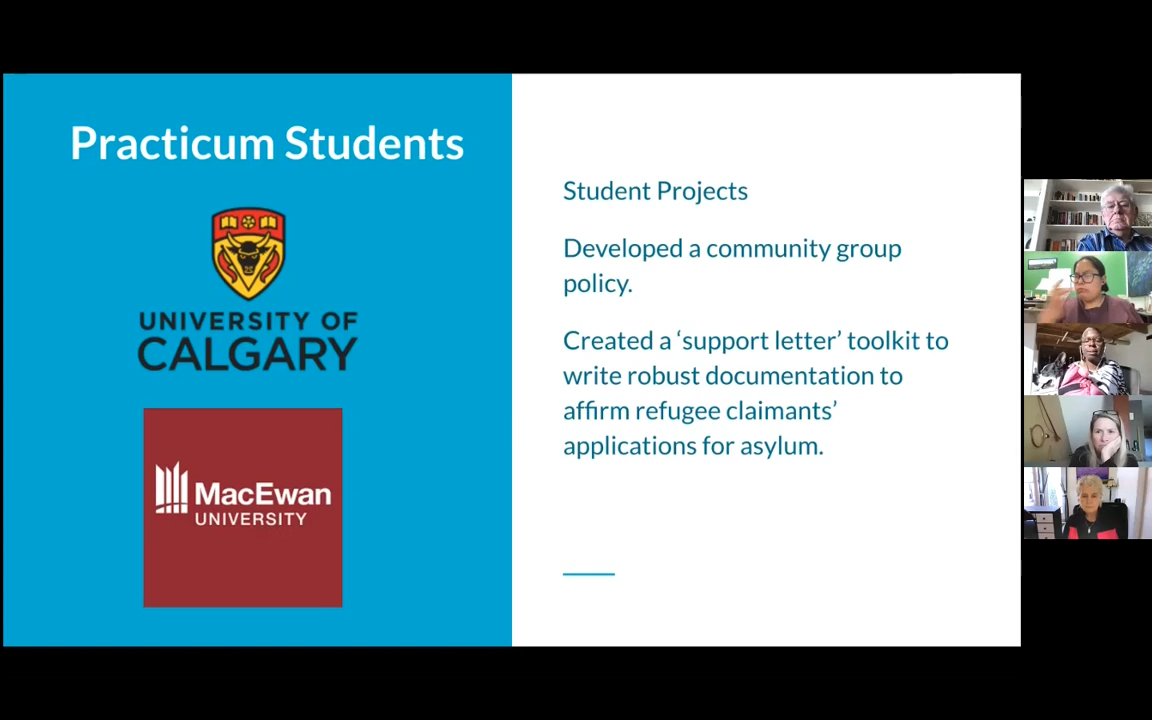 Practicum Students
UNIVERSITY OF
CALGARY
MacEwan
UNIVERSITY
Student Projects
Developed a community group
policy.
Created a ‘support letter’ toolkit to
write robust documentation to
affirm refugee claimants’
applications for asylum.